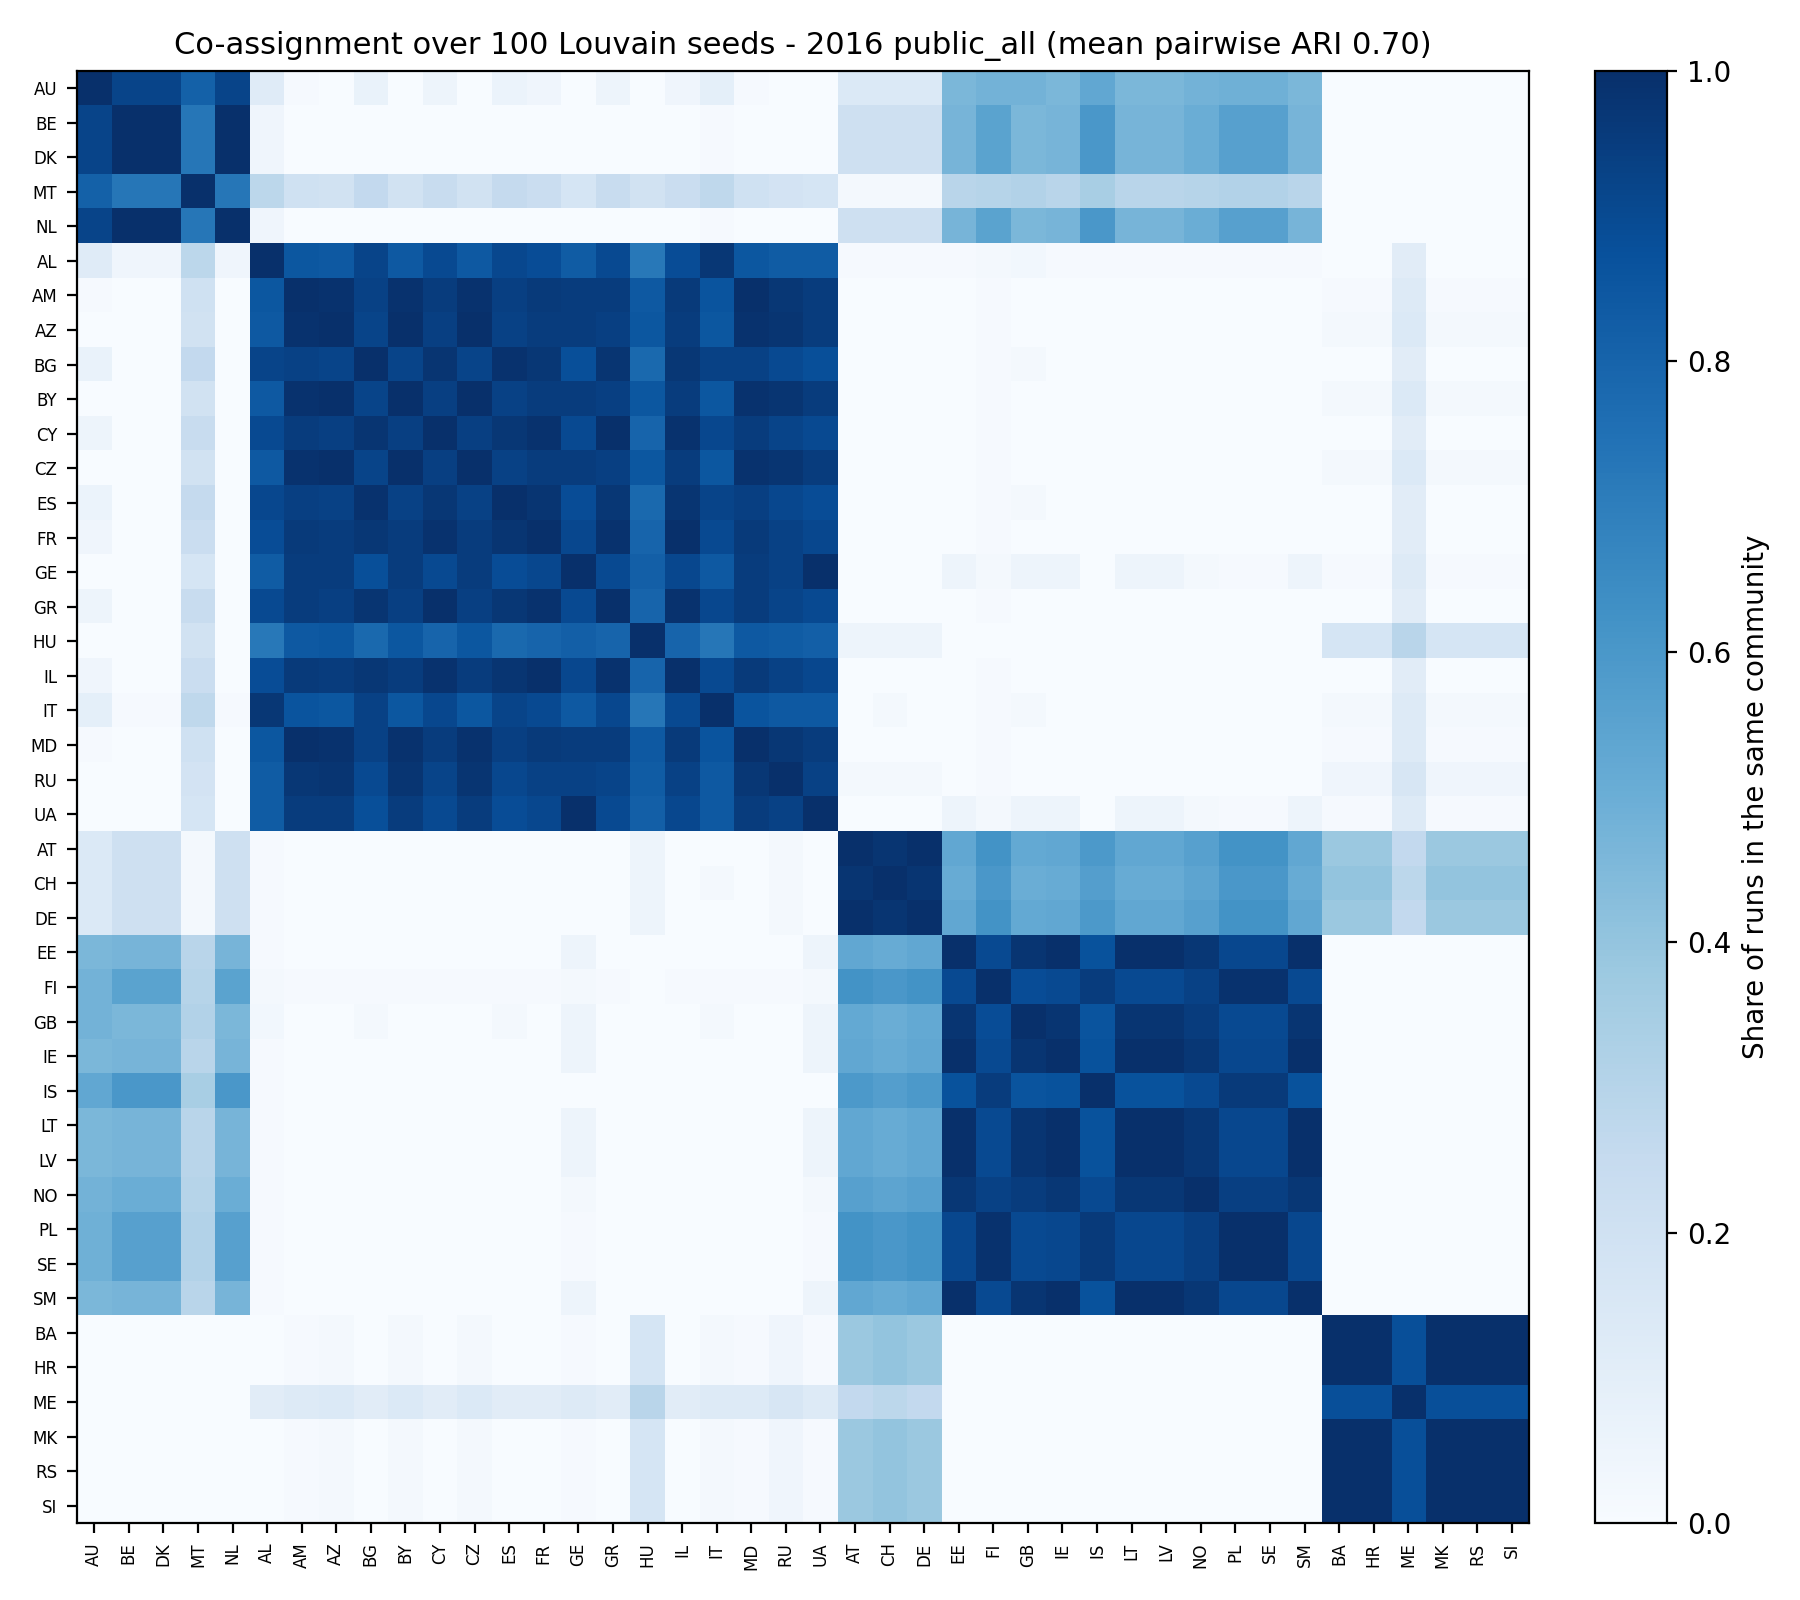 Co-assignment over 100 Louvain seeds - 2016 public_all (mean pairwise ARI 0.70)
AU
BE
DK
MT
NL
AL
AM
AZ
BG
BY
CY
CZ
ES
FR
GE
GR
HU
IL
IT
MD
RU
UA
AT
CH
DE
EE
FI
GB
IE
IS
LT
LV
NO
PL
SE
SM
BA
HR
ME
MK
RS
SI
AU BE DK MT NL AL AM AZ BG BY CY CZ ES FR GE GR HU IL IT MD RU UA AT CH DE EE FI GB IE IS LT LV NO PL SE SM BA HR ME MK RS SI
1.0
0.8
0.6
0.4
0.2
0.0
Share of runs in the same community